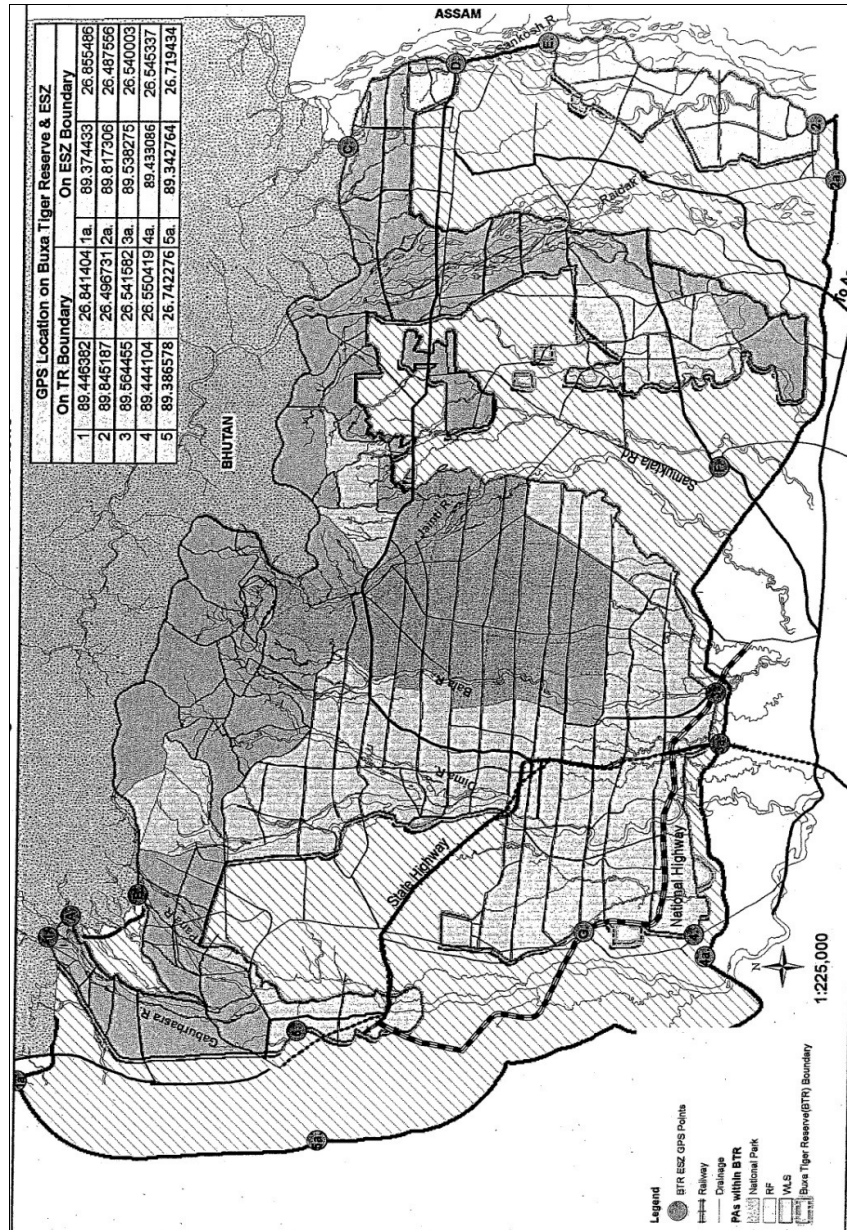 GPS Location on Buxa Tiger Reserve & ESZ
On TR Boundary On ESZ Boundary
1 89.446382 26.841404 1a. 89.374433 26.855486
2 89.845187 26.496731 2a. 89.817306 26.487556
3 89.564455 26.541582 3a. 89.538275 26.540003
4 89.444104 26.550419 4a. 89.433086 26.545337
5 89.386578 26.742276 5a. 89.342764 26.719434
ASSAM
BHUTAN
Sankosh R.
Raidak R.
Samuktala Rd
Jainti R.
Bala R.
Dima R.
State Highway
National Highway
Gaburbasra R
D
E
2
2a
4a
5a
N
1:225,000
Legend
BTR ESZ GPS Points
Railway
Drainage
PAs within BTR
National Park
RF
WLS
Buxa Tiger Reserve(BTR) Boundary